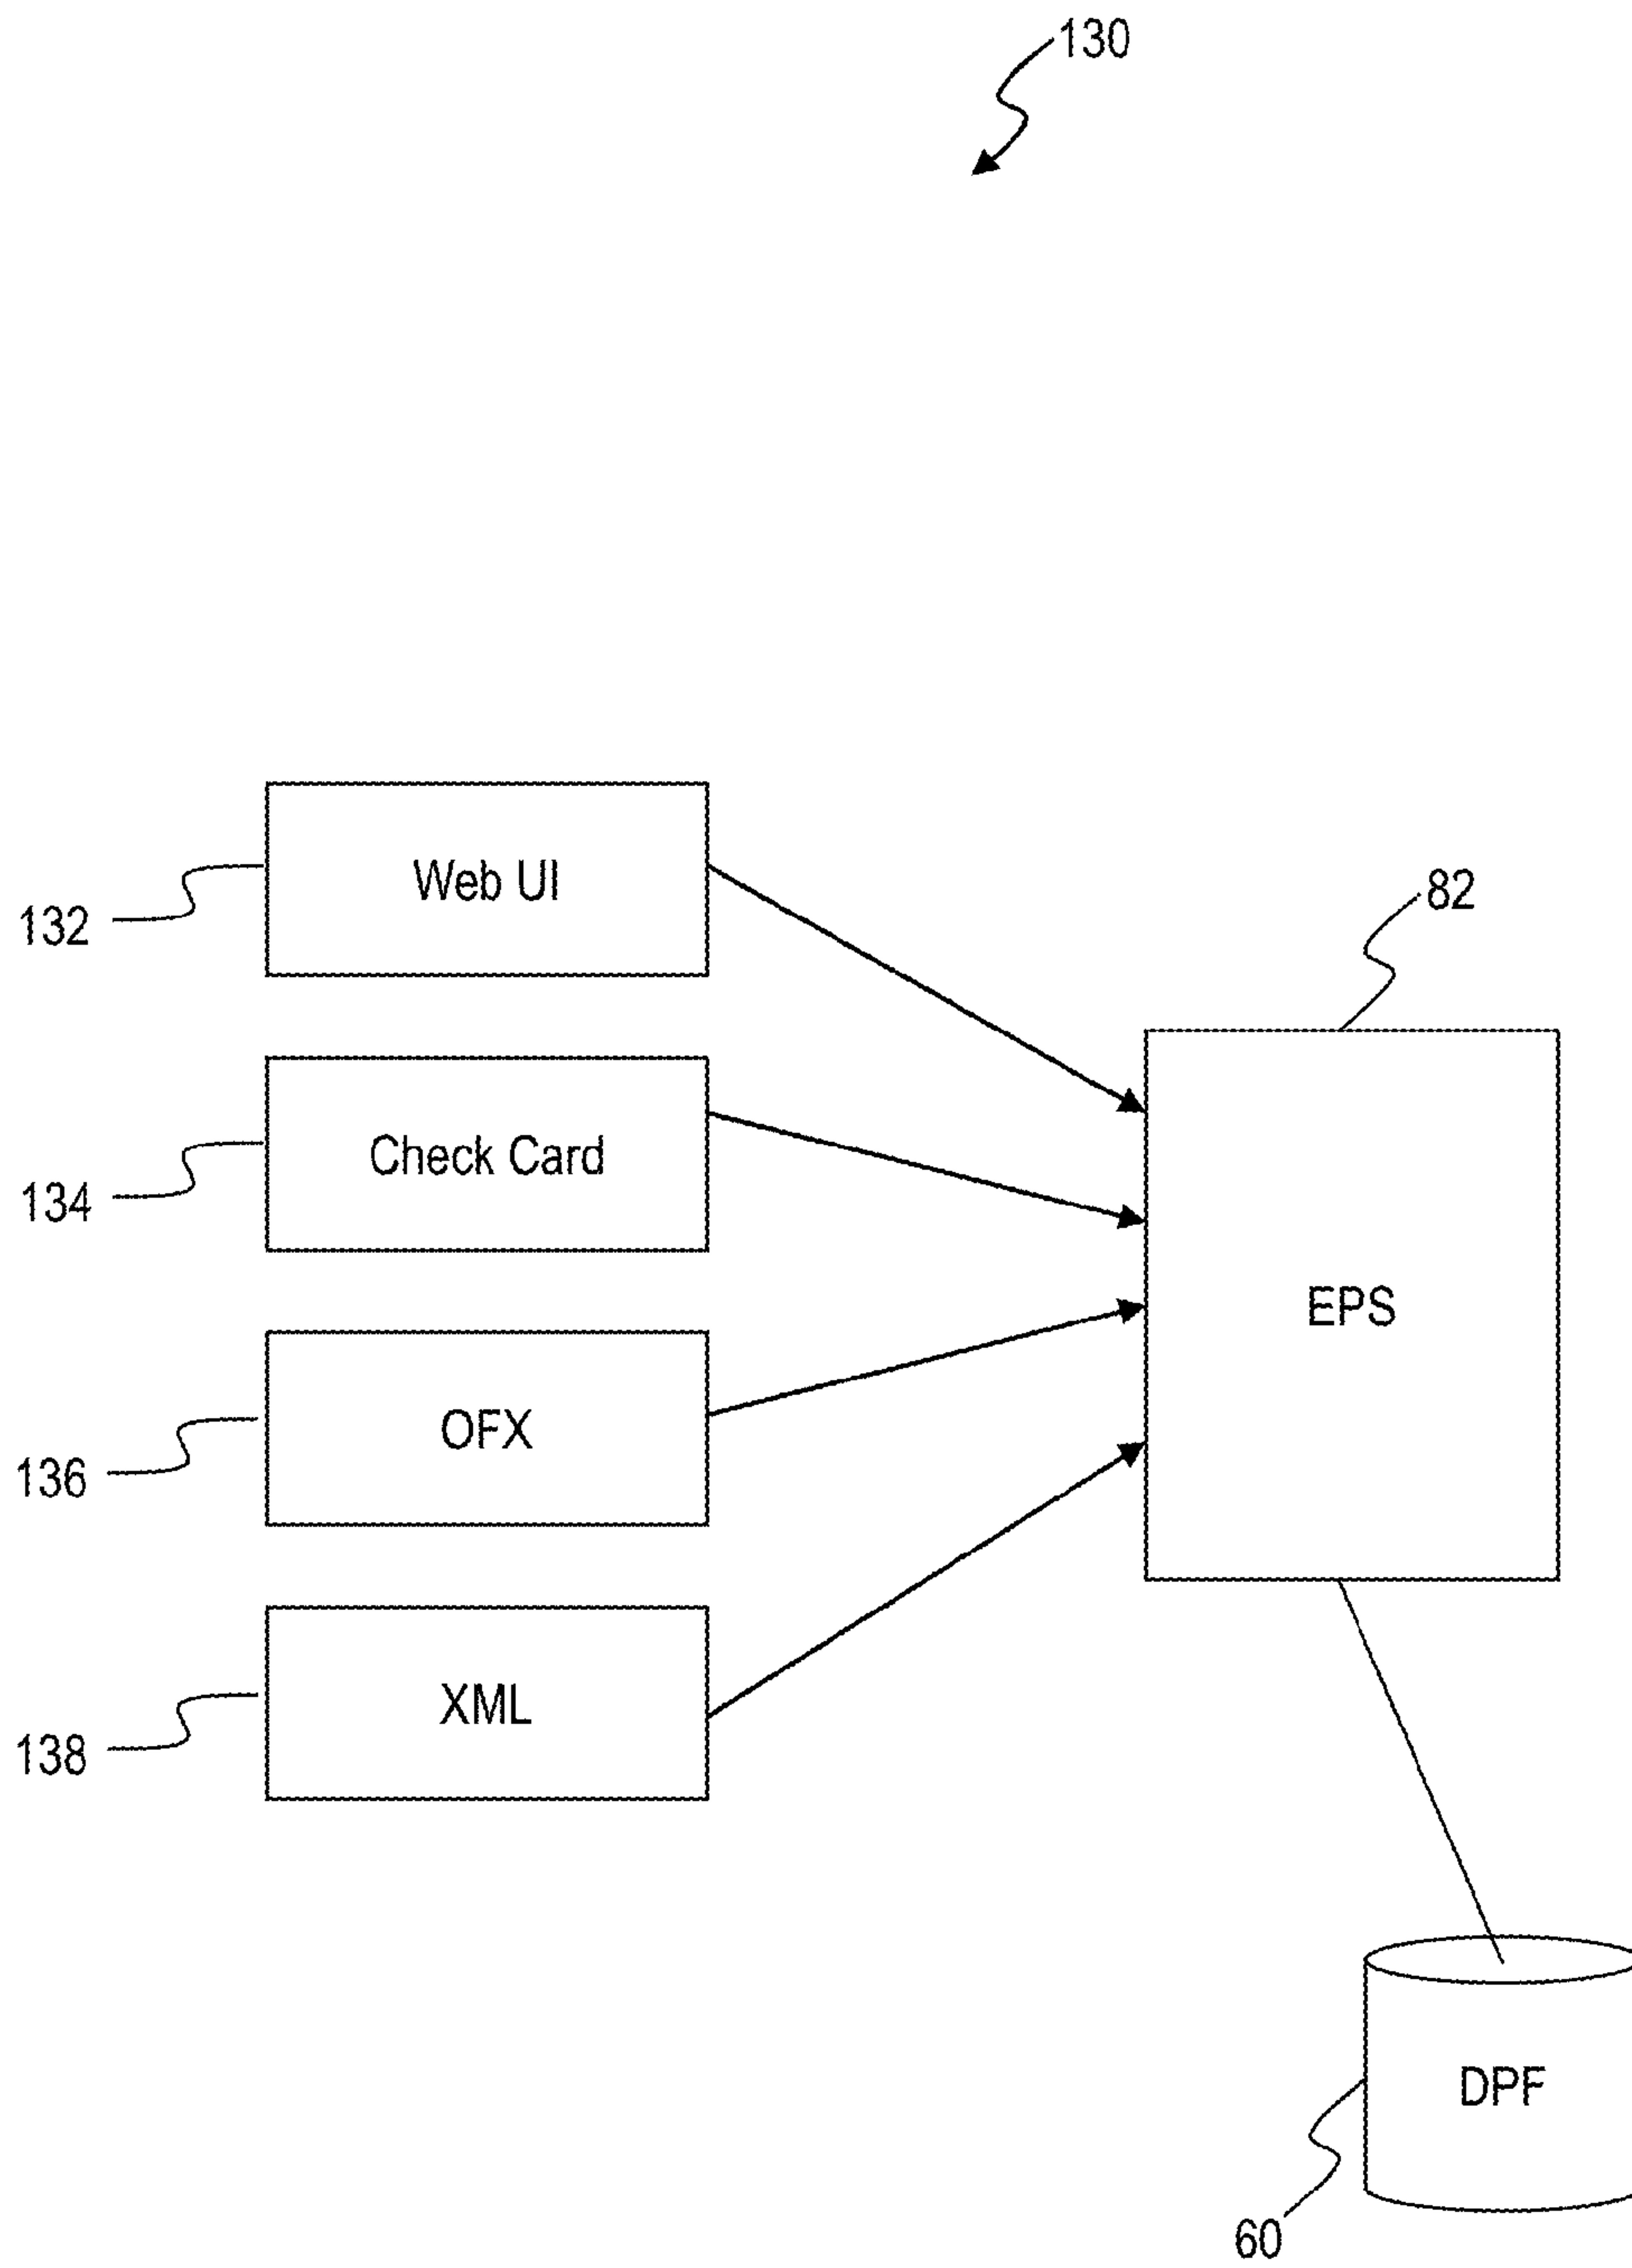 130
Web UI
132
82
Check Card
134
EPS
OFX
136
XML
138
DPF
60